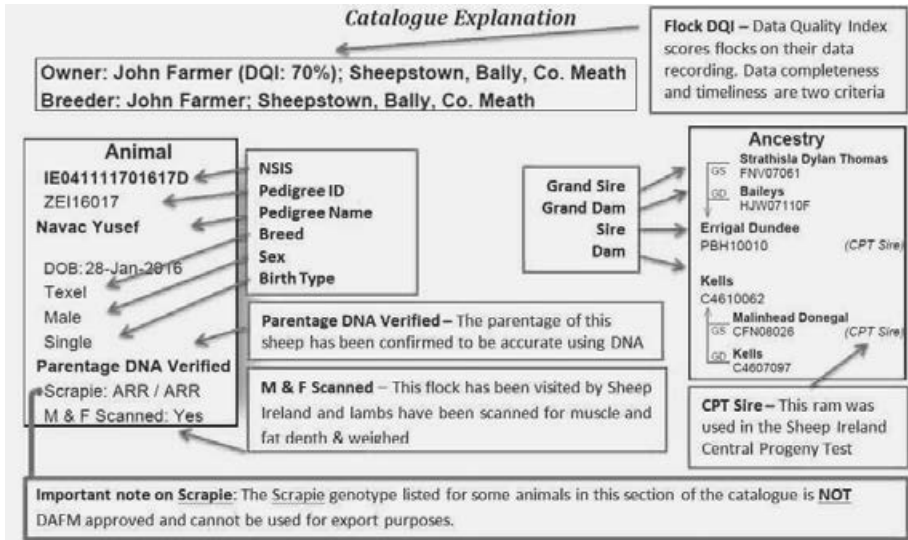 Catalogue Explanation
Flock DQI – Data Quality Index
scores flocks on their data
recording. Data completeness
and timeliness are two criteria
Owner: John Farmer (DQI: 70%); Sheepstown, Bally, Co. Meath
Breeder: John Farmer; Sheepstown, Bally, Co. Meath
Animal
IE041111701617D
ZEI16017
Navac Yusef
DOB: 28-Jan-2016
Texel
Male
Single
Parentage DNA Verified
Scrapie: ARR / ARR
M & F Scanned: Yes
NSIS
Pedigree ID
Pedigree Name
Breed
Sex
Birth Type
Grand Sire
Grand Dam
Sire
Dam
Ancestry
Strathisla Dylan Thomas
GS FNV07061
GD Baileys
HJW07110F
Errigal Dundee
PBH10010 (CPT Sire)
Kells
C4610062
Malinhead Donegal
GS CFN08026 (CPT Sire)
GD Kells
C4607097
Parentage DNA Verified – The parentage of this
sheep has been confirmed to be accurate using DNA
M & F Scanned – This flock has been visited by Sheep
Ireland and lambs have been scanned for muscle and
fat depth & weighed
CPT Sire – This ram was
used in the Sheep Ireland
Central Progeny Test
Important note on Scrapie: The Scrapie genotype listed for some animals in this section of the catalogue is NOT
DAFM approved and cannot be used for export purposes.